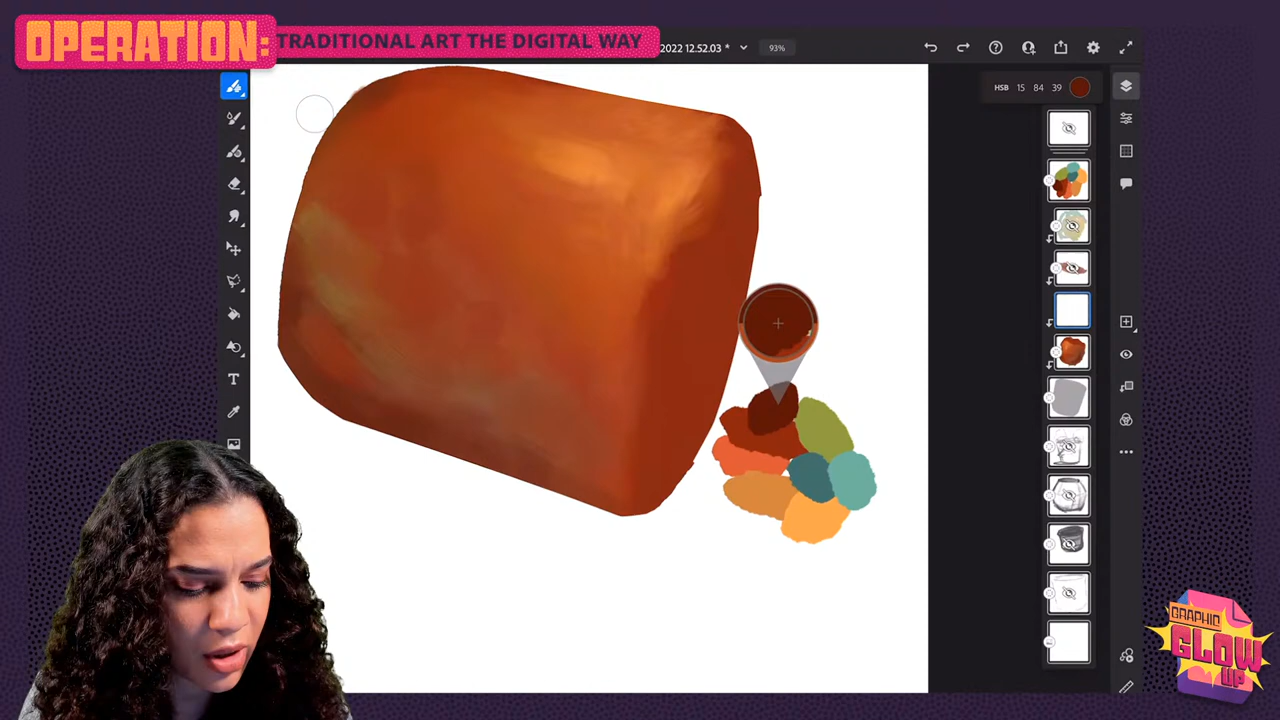 OPERATION:
TRADITIONAL ART THE DIGITAL WAY
2022 12.52.03 *
93%
HSB 15 84 39
T
GRAPHIC
GLOW
UP